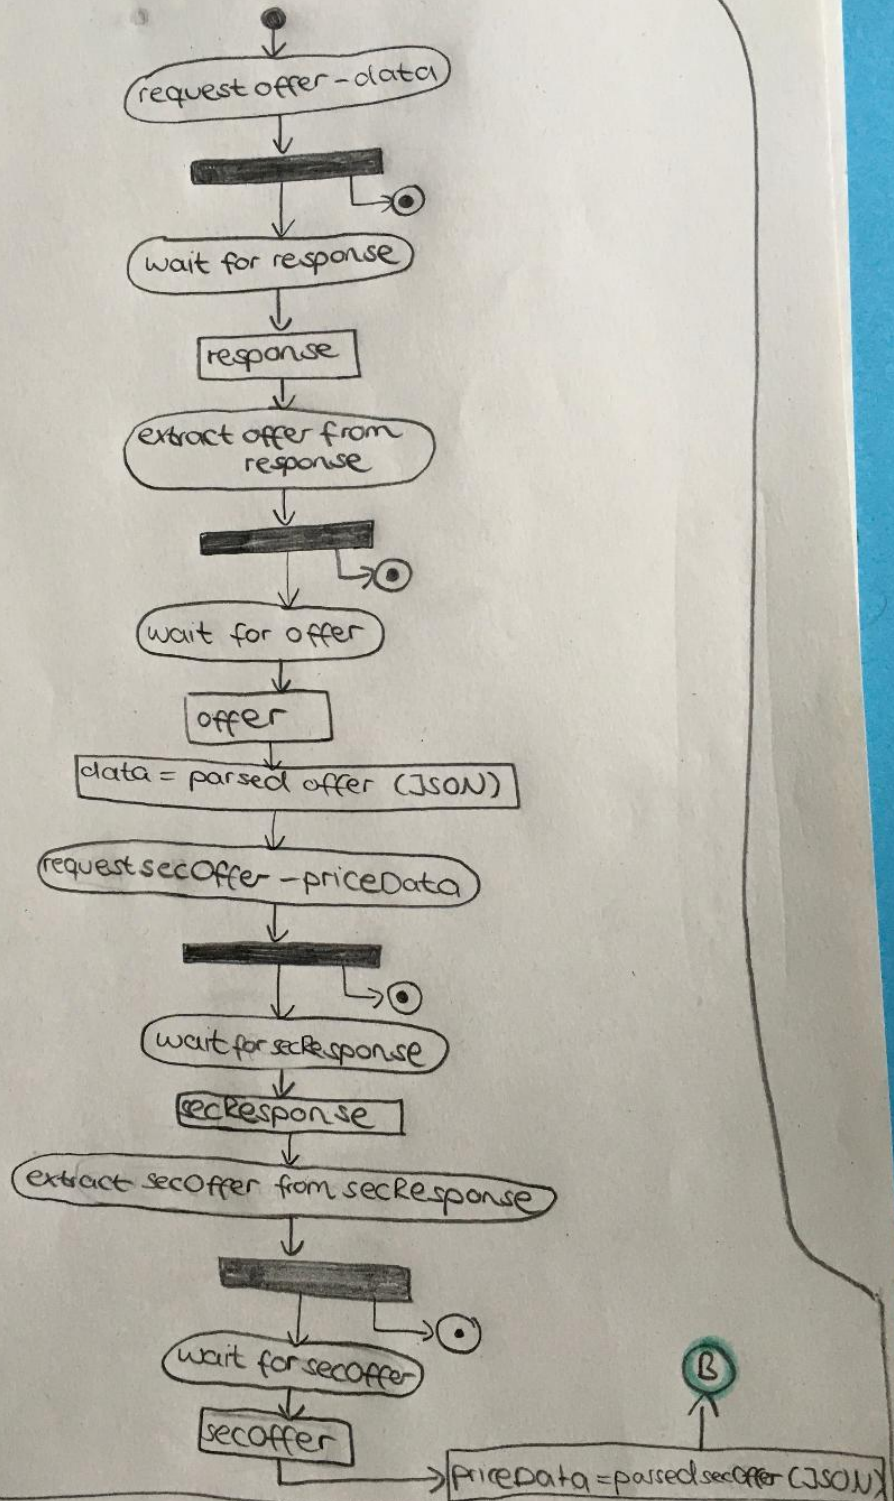 request offer-data
wait for response
response
extract offer from
response
wait for offer
offer
data = parsed offer (JSON)
request secOffer -priceData
wait for secResponse
secResponse
extract secOffer from secResponse
wait for secOffer
secOffer
B
priceData = parsed secOffer (JSON)